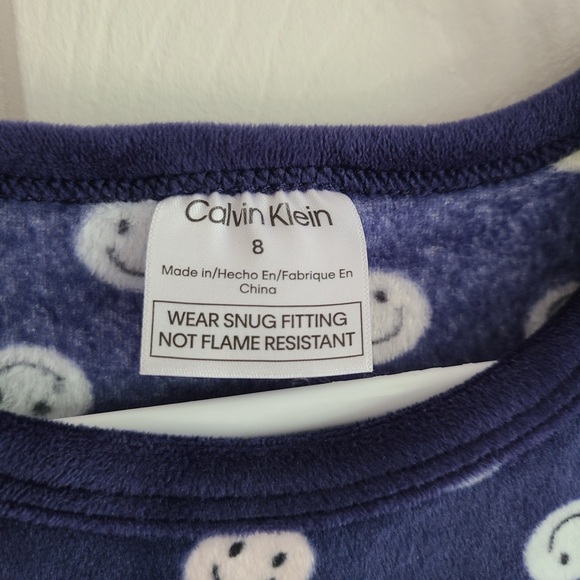 Calvin Klein
8
Made in/Hecho En/Fabrique En
China
WEAR SNUG FITTING
NOT FLAME RESISTANT